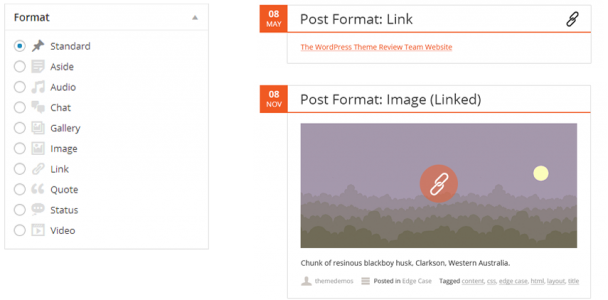 Format
Standard
Aside
Audio
Chat
Gallery
Image
Link
Quote
Status
Video
08
MAY
Post Format: Link
The WordPress Theme Review Team Website
08
NOV
Post Format: Image (Linked)
Chunk of resinous blackboy husk, Clarkson, Western Australia.
themedemos Posted in Edge Case Tagged content, css, edge case, html, layout, title